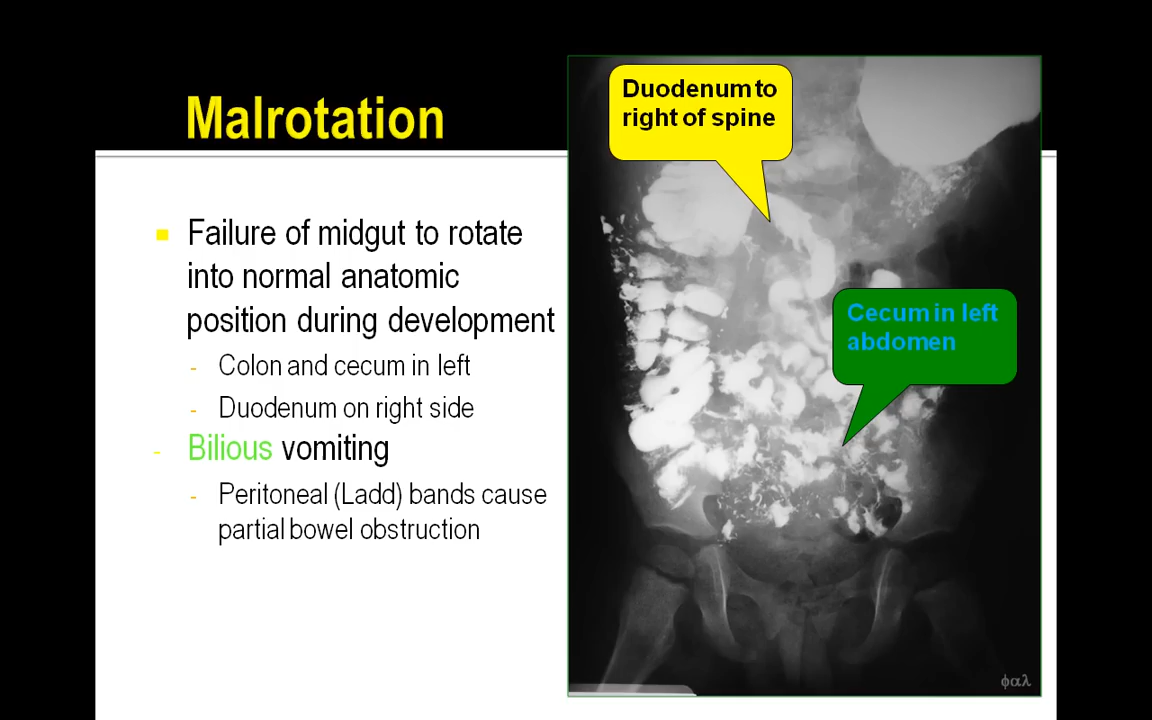 Malrotation
Failure of midgut to rotate
into normal anatomic
position during development
- Colon and cecum in left
- Duodenum on right side
- Bilious vomiting
- Peritoneal (Ladd) bands cause
partial bowel obstruction
Duodenum to
right of spine
Cecum in left
abdomen
φαλ